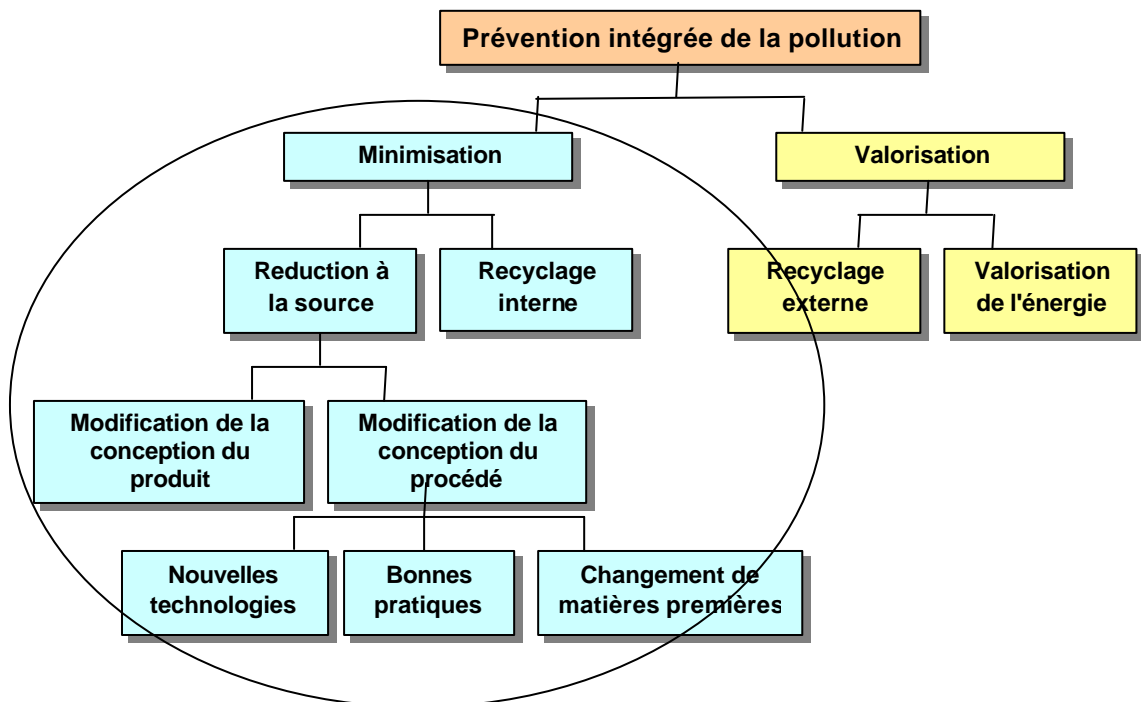 Prévention intégrée de la pollution
Minimisation
Valorisation
Reduction à
la source
Recyclage
interne
Recyclage
externe
Valorisation
de l'énergie
Modification de la
conception du
produit
Modification de la
conception du
procédé
Nouvelles
technologies
Bonnes
pratiques
Changement de
matières premières